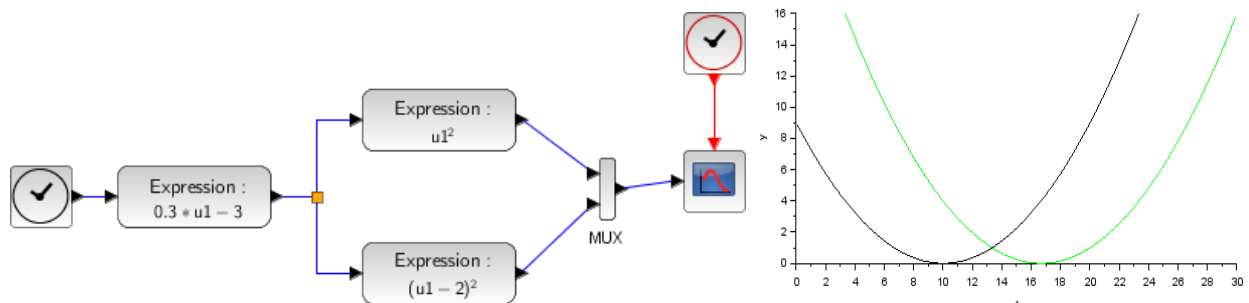 Expression :
0.3 * u1 − 3
Expression :
u1²
Expression :
(u1 − 2)²
MUX
y
16
14
12
10
8
6
4
2
0
0 2 4 6 8 10 12 14 16 18 20 22 24 26 28 30